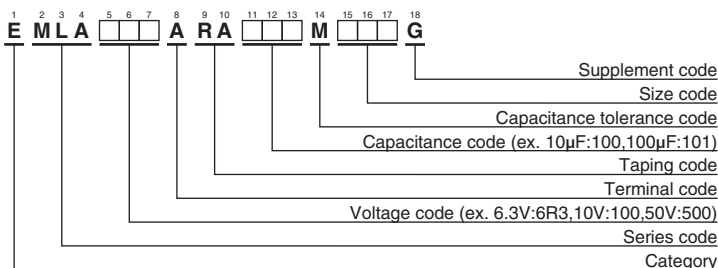 1 2 3 4 5 6 7 8 9 10 11 12 13 14 15 16 17 18
E MLA □□□ A RA □□□ M □□□ G
Supplement code
Size code
Capacitance tolerance code
Capacitance code (ex. 10μF:100,100μF:101)
Taping code
Terminal code
Voltage code (ex. 6.3V:6R3,10V:100,50V:500)
Series code
Category